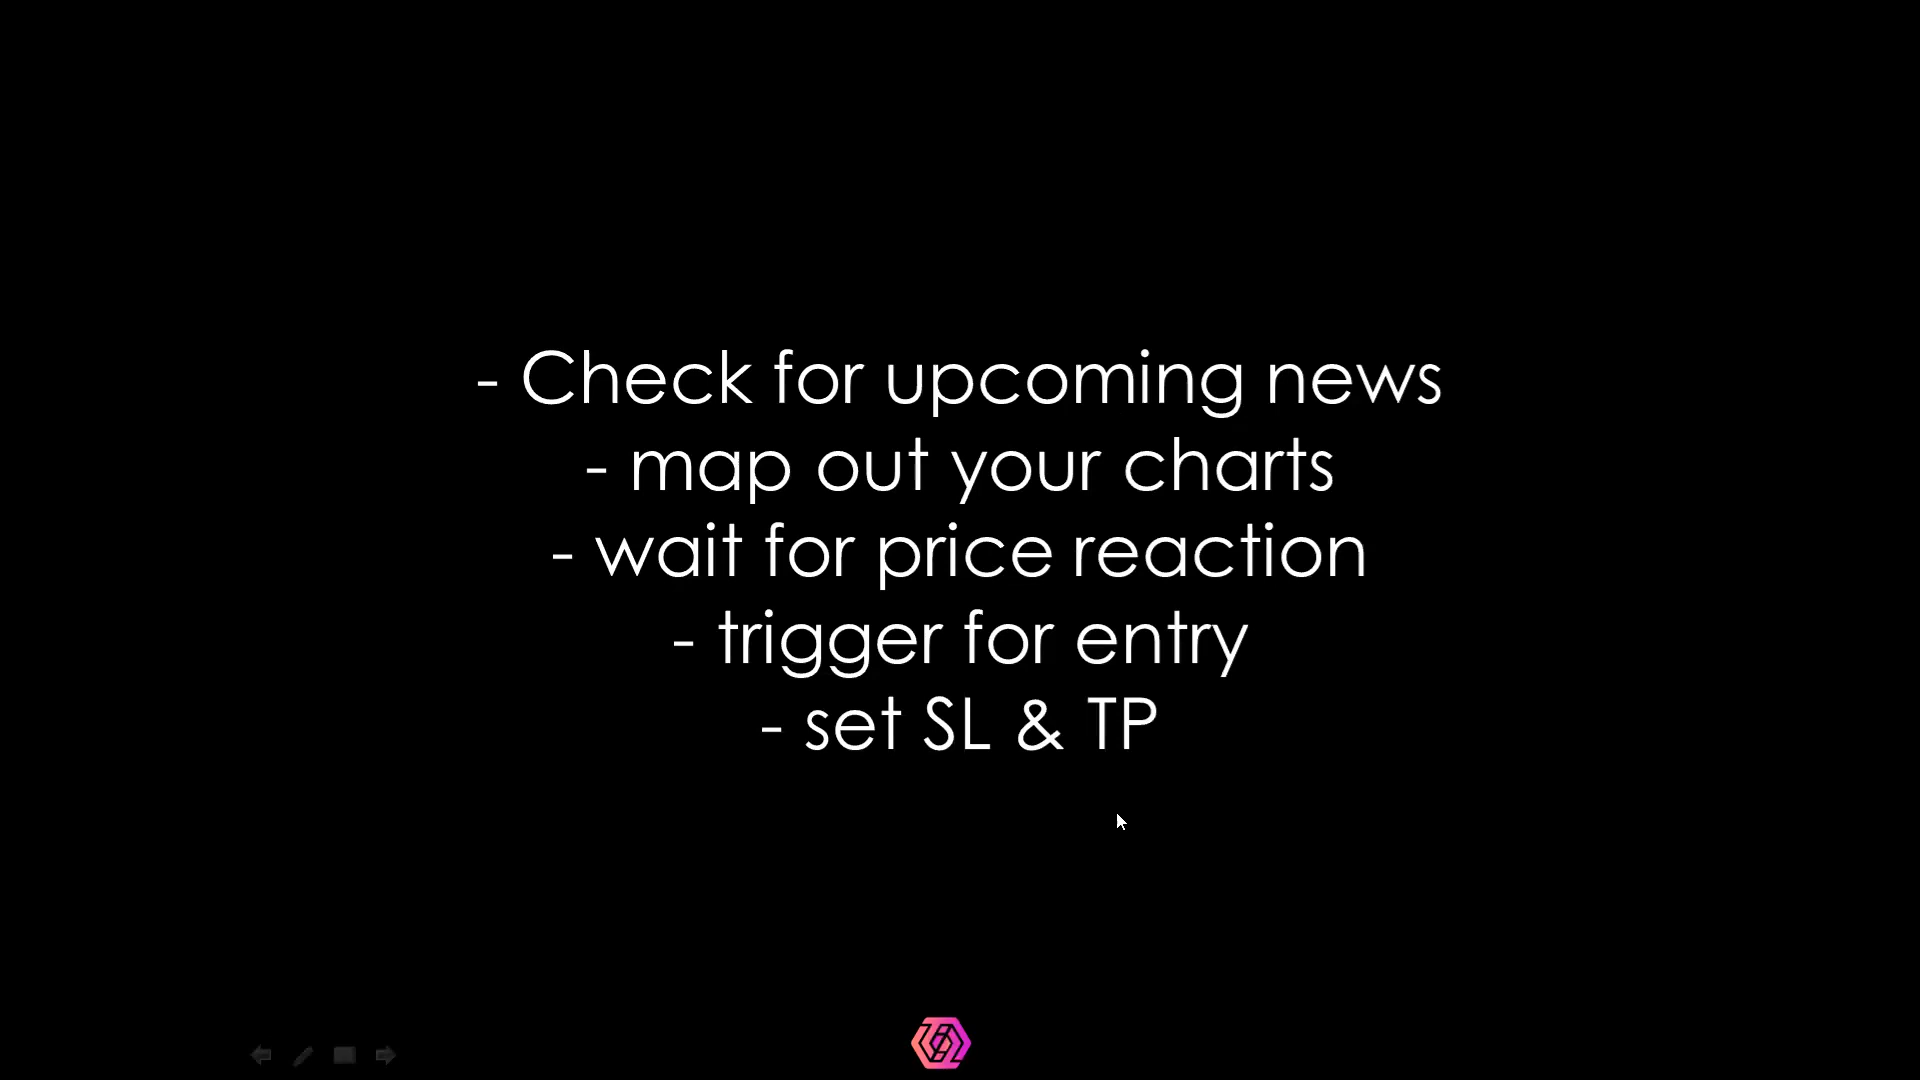 - Check for upcoming news
- map out your charts
- wait for price reaction
- trigger for entry
- set SL & TP